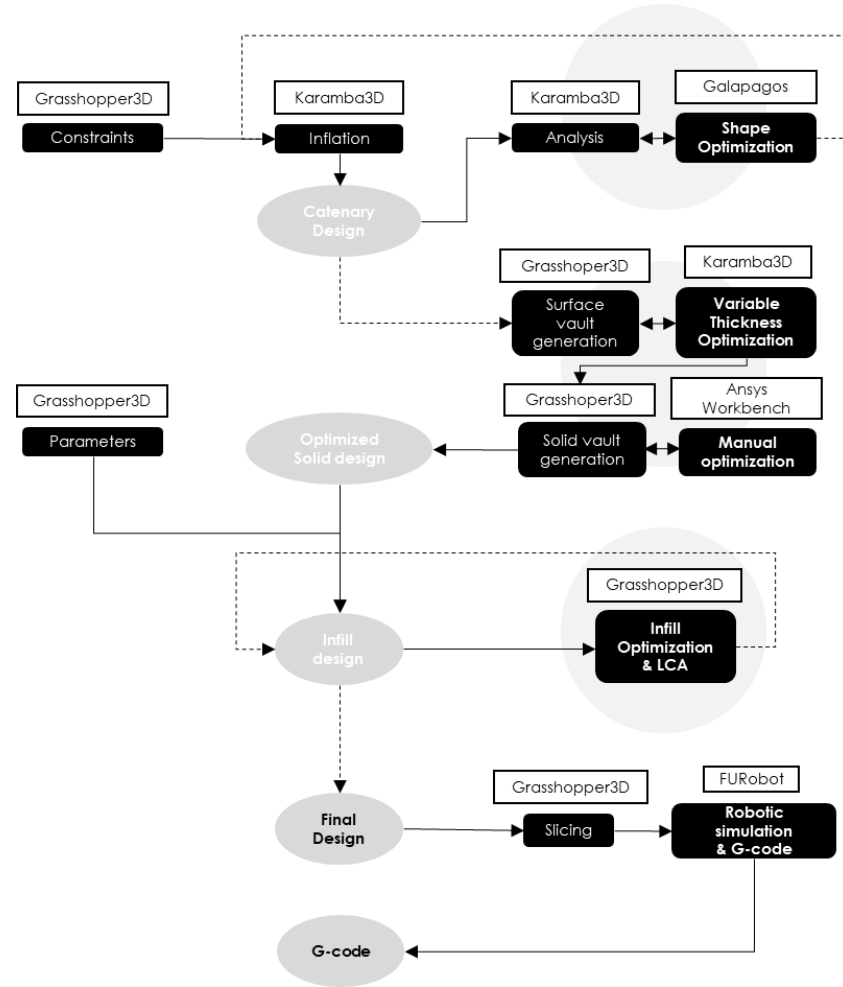 Grasshopper3D
Constraints
Karamba3D
Inflation
Karamba3D
Analysis
Galapagos
Shape
Optimization
Catenary
Design
Grasshoper3D
Surface
vault
generation
Karamba3D
Variable
Thickness
Optimization
Grasshopper3D
Parameters
Optimized
Solid design
Grasshoper3D
Solid vault
generation
Ansys
Workbench
Manual
optimization
Infill
design
Grasshopper3D
Infill
Optimization
& LCA
Final
Design
Grasshopper3D
Slicing
FURobot
Robotic
simulation
& G-code
G-code